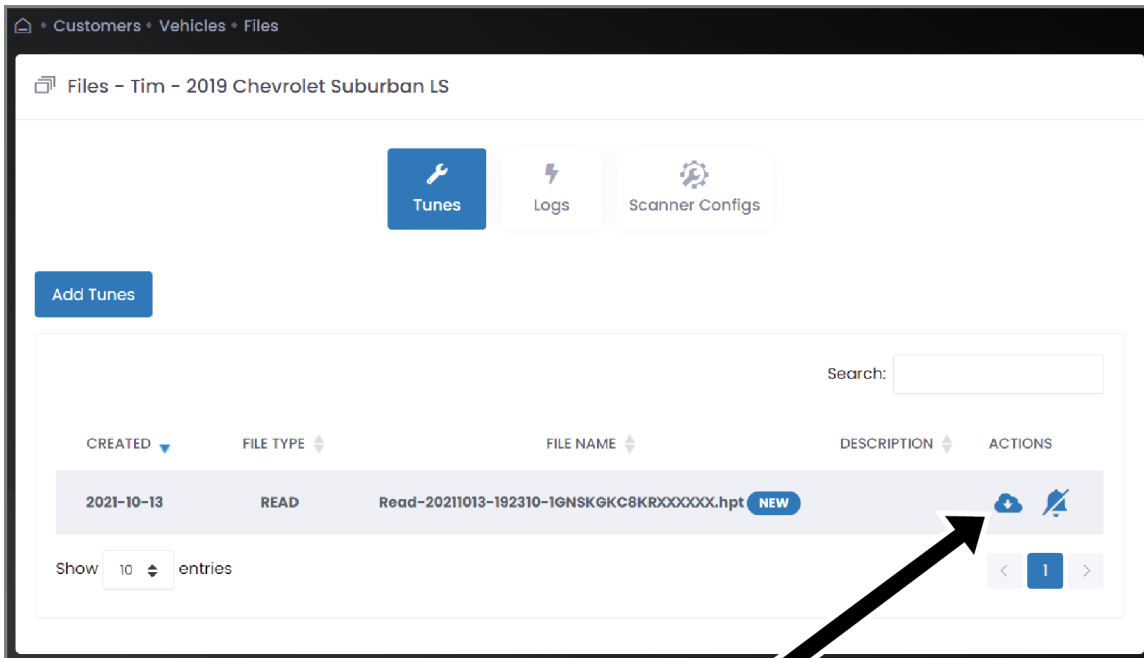 Customers • Vehicles • Files
Files - Tim - 2019 Chevrolet Suburban LS
Tunes
Logs
Scanner Configs
Add Tunes
Search:
CREATED FILE TYPE FILE NAME DESCRIPTION ACTIONS
2021-10-13 READ Read-20211013-192310-1GNSKGKC8KRXXXXXX.hpt NEW
Show 10 entries < 1 >